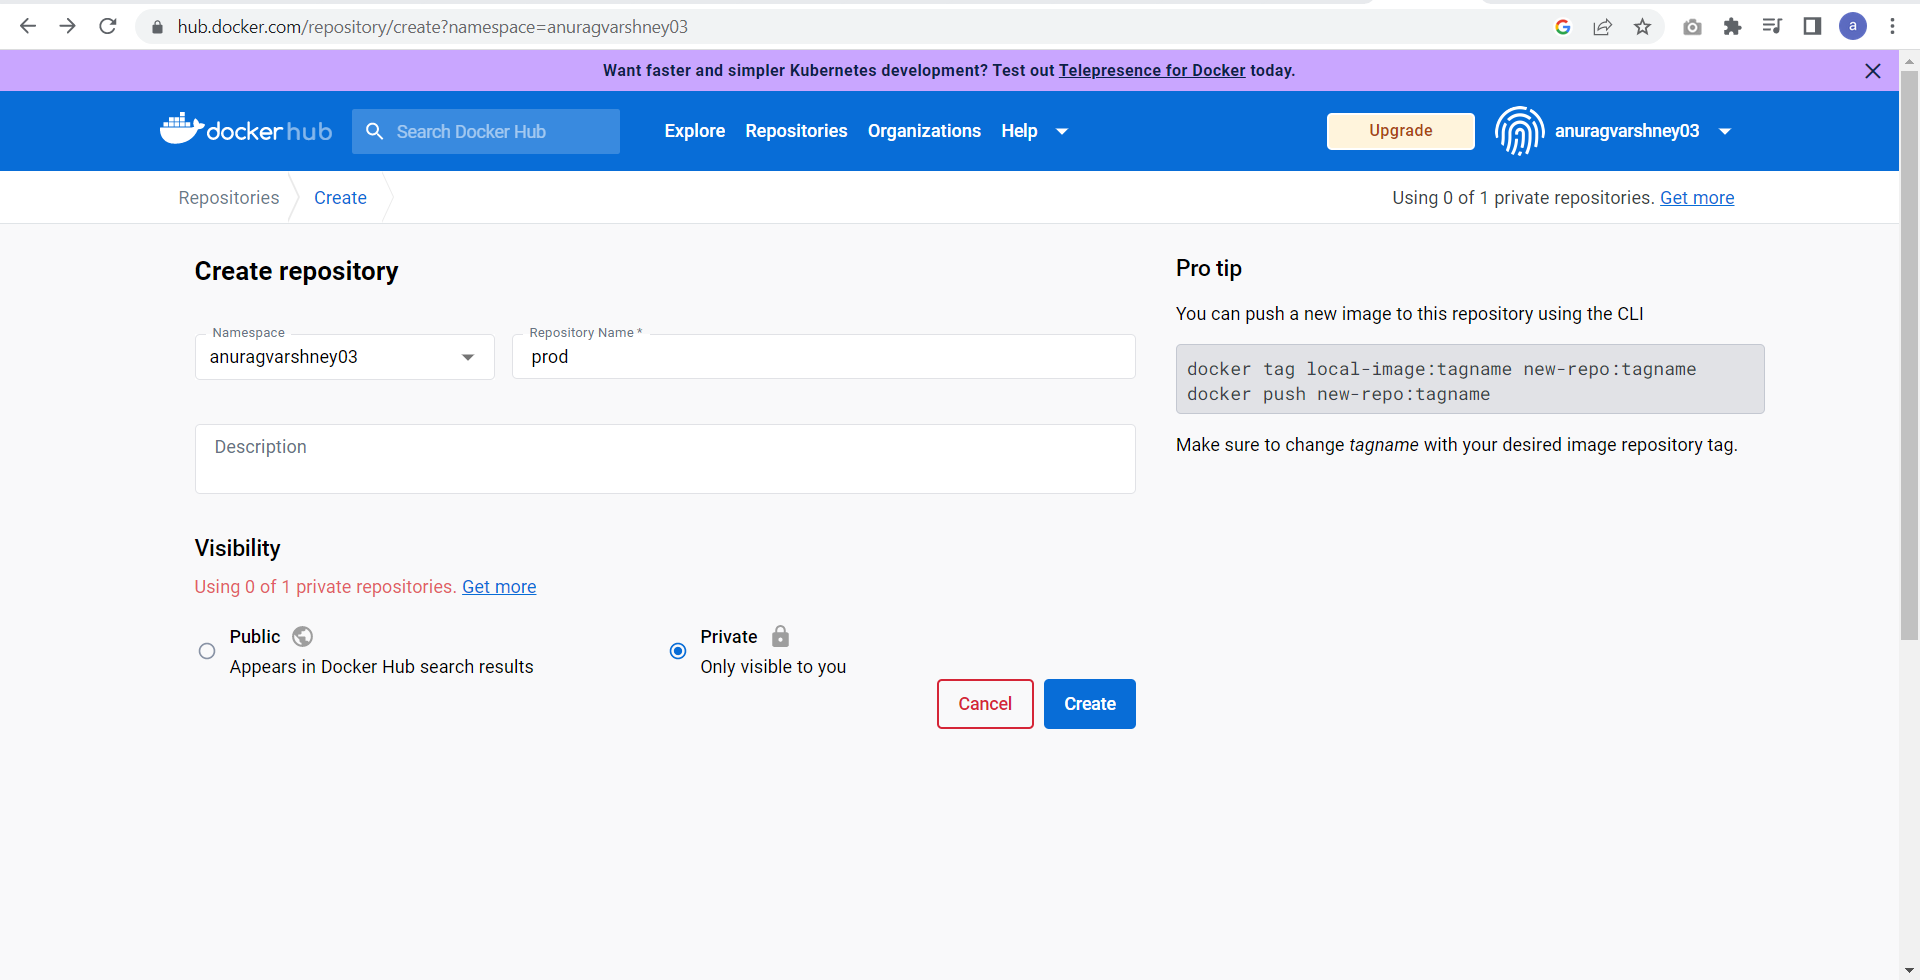 hub.docker.com/repository/create?namespace=anuragvarshney03
a
Want faster and simpler Kubernetes development? Test out Telepresence for Docker today.
docker hub
Search Docker Hub
Explore Repositories Organizations Help
Upgrade
anuragvarshney03
Repositories Create
Using 0 of 1 private repositories. Get more
Create repository
Namespace
anuragvarshney03
Repository Name *
prod
Description
Visibility
Using 0 of 1 private repositories. Get more
Public
Appears in Docker Hub search results
Private
Only visible to you
Cancel
Create
Pro tip
You can push a new image to this repository using the CLI
docker tag local-image:tagname new-repo:tagname
docker push new-repo:tagname
Make sure to change tagname with your desired image repository tag.